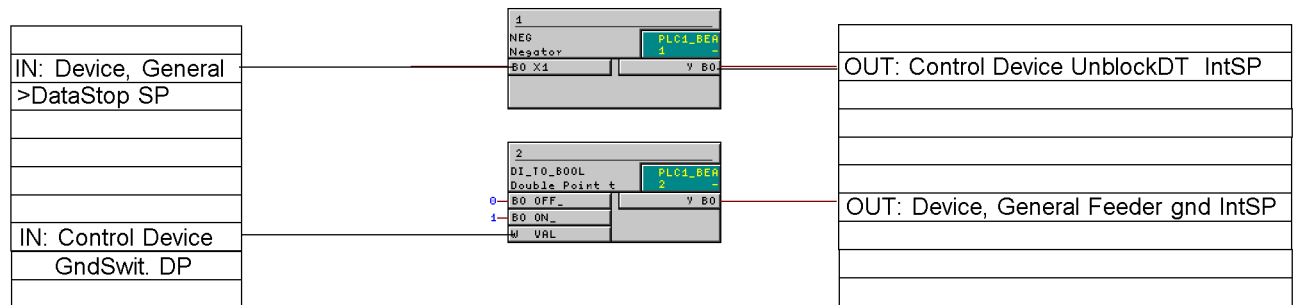 IN: Device, General
>DataStop SP
IN: Control Device
GndSwit. DP
1
NEG
Negator
PLC1_BEA
1 -
BO X1
Y BO
2
DI_TO_BOOL
Double Point t
PLC1_BEA
2 -
0
BO OFF_
Y BO
1
BO ON_
W VAL
OUT: Control Device UnblockDT IntSP
OUT: Device, General Feeder gnd IntSP